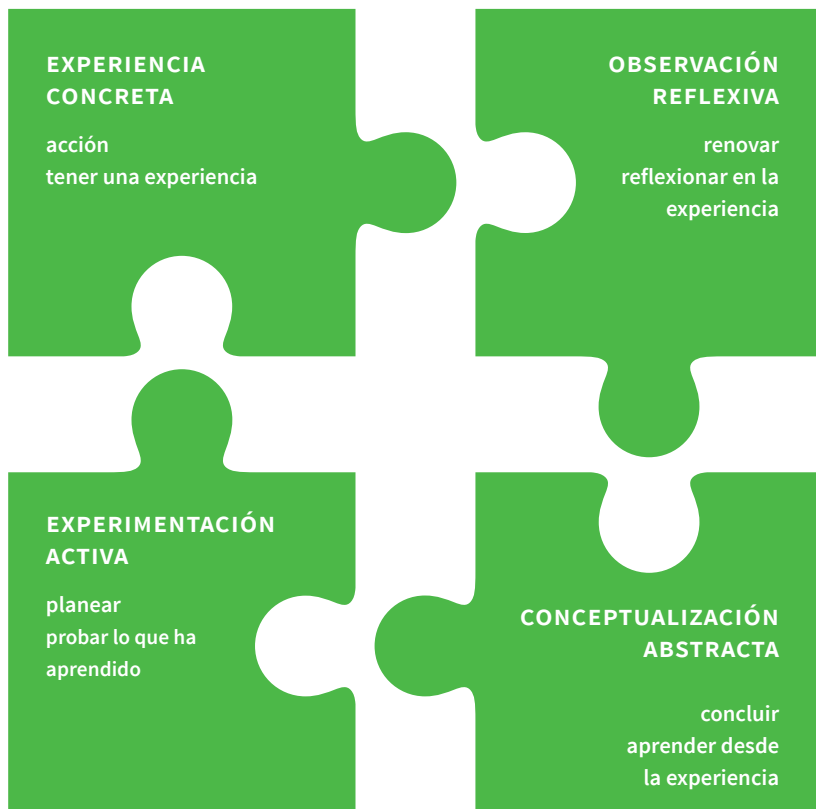 EXPERIENCIA
CONCRETA
acción
tener una experiencia
OBSERVACIÓN
REFLEXIVA
renovar
reflexionar en la
experiencia
EXPERIMENTACIÓN
ACTIVA
planear
probar lo que ha
aprendido
CONCEPTUALIZACIÓN
ABSTRACTA
concluir
aprender desde
la experiencia